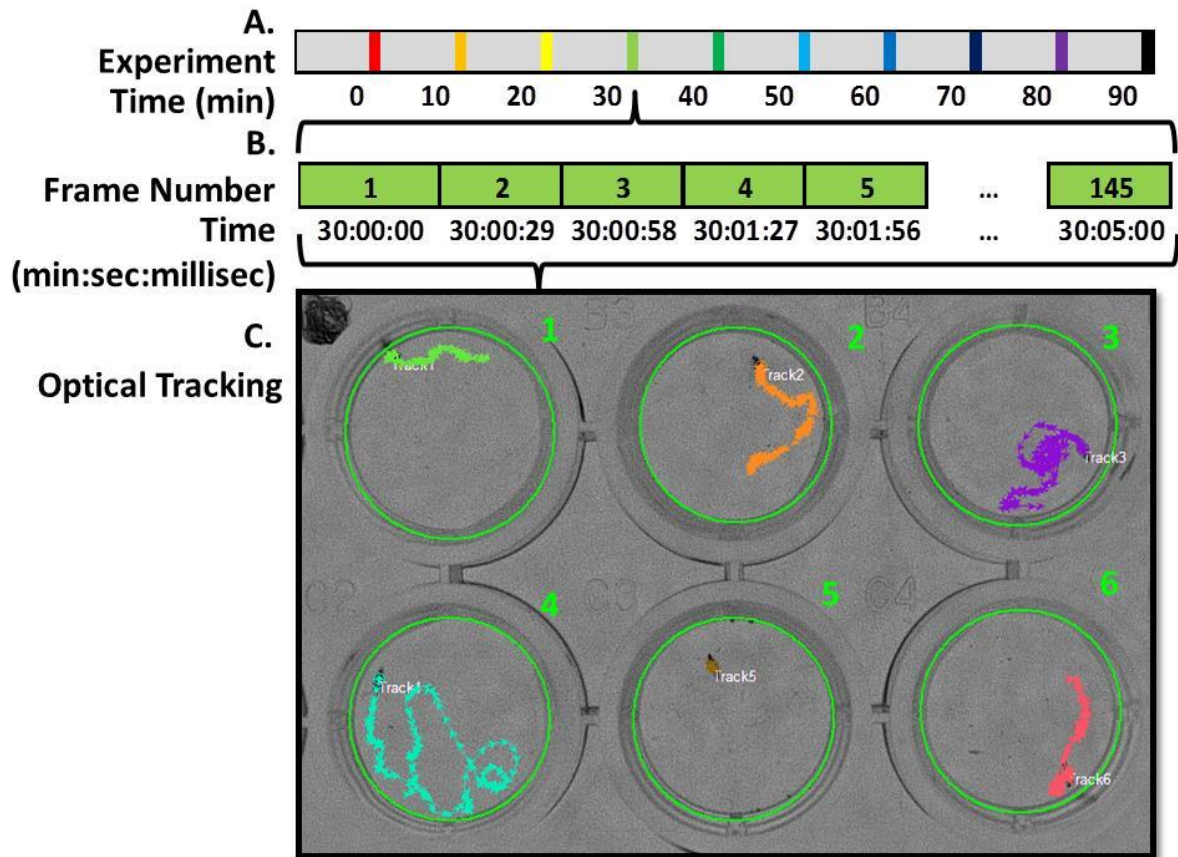 A.
Experiment
Time (min)
0 10 20 30 40 50 60 70 80 90
B.
Frame Number
1 2 3 4 5 ... 145
Time
30:00:00 30:00:29 30:00:58 30:01:27 30:01:56 ... 30:05:00
(min:sec:millisec)
C.
Optical Tracking
B3 B4
1 2 3
Track1 Track2 Track3
C2 C3 C4
4 5 6
Track1 Track5 Track6